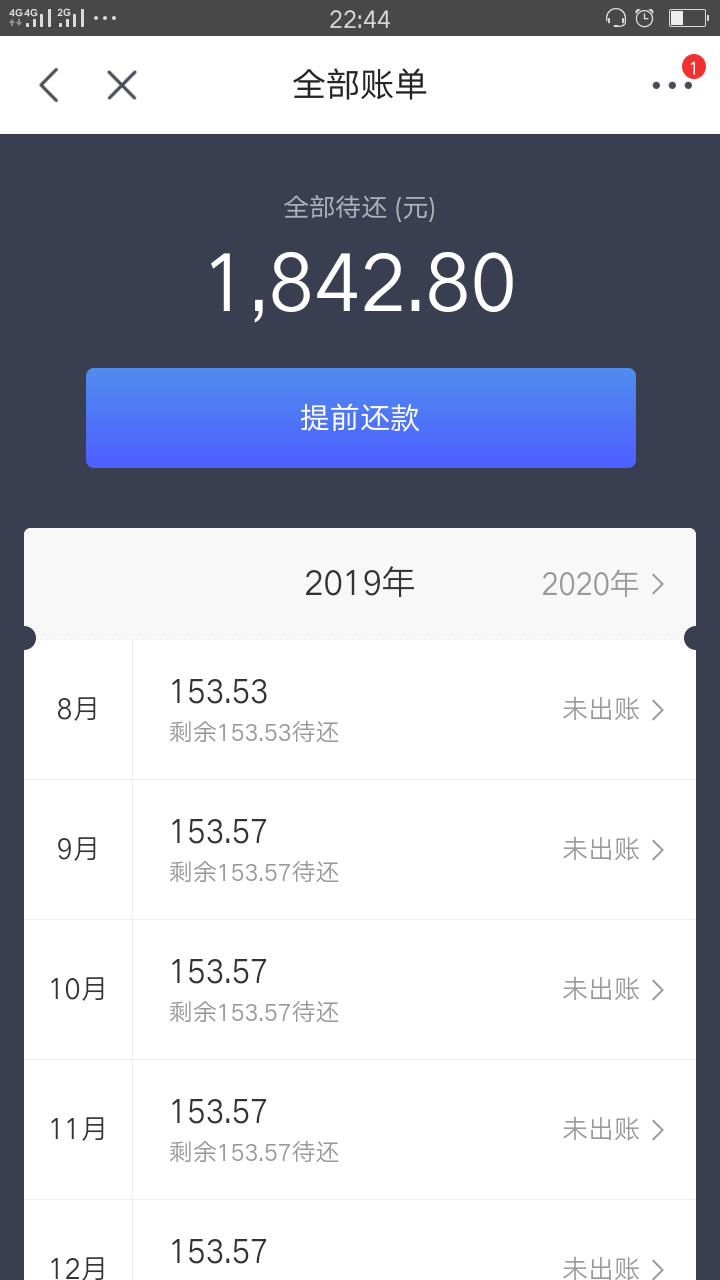 4G 4G 2G 22:44
全部账单
1
全部待还 (元)
1,842.80
提前还款
2019年 2020年
8月 153.53 未出账
剩余153.53待还
9月 153.57 未出账
剩余153.57待还
10月 153.57 未出账
剩余153.57待还
11月 153.57 未出账
剩余153.57待还
12月 153.57 未出账